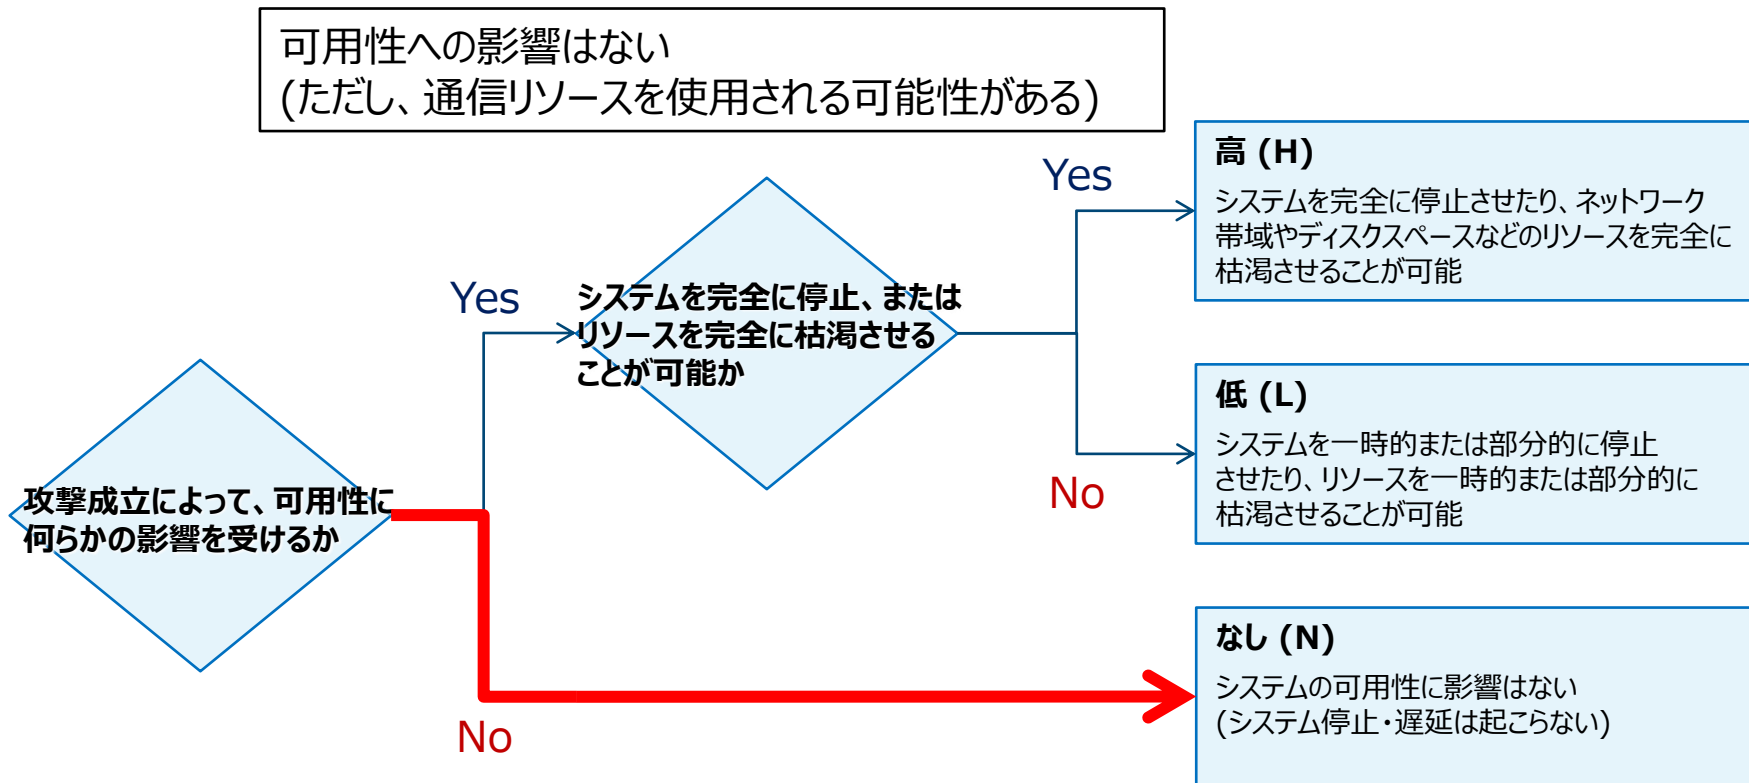 可用性への影響はない
(ただし、通信リソースを使用される可能性がある)
Yes
高 (H)
システムを完全に停止させたり、ネットワーク
帯域やディスクスペースなどのリソースを完全に
枯渇させることが可能
Yes
システムを完全に停止、または
リソースを完全に枯渇させる
ことが可能か
低 (L)
システムを一時的または部分的に停止
させたり、リソースを一時的または部分的に
枯渇させることが可能
No
攻撃成立によって、可用性に
何らかの影響を受けるか
なし (N)
システムの可用性に影響はない
(システム停止・遅延は起こらない)
No